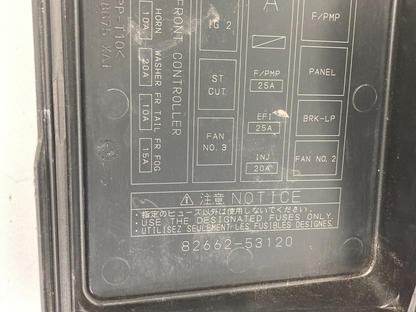 PP-T10<
FRONT CONTROLLER
HORN
10A
WASHER
20A
FR TAIL
10A
FR FOG
15A
IG 2
ST
CUT
FAN
NO. 3
A
F/PMP
25A
EFI
25A
INJ
20A
F/PMP
PANEL
BRK-LP
FAN NO. 2
⚠ 注意 NOTICE
・指定のヒューズ以外は使用しないでください。
・USE THE DESIGNATED FUSES ONLY.
・UTILISEZ SEULEMENT LES FUSIBLES DESIGNES.
82662-53120